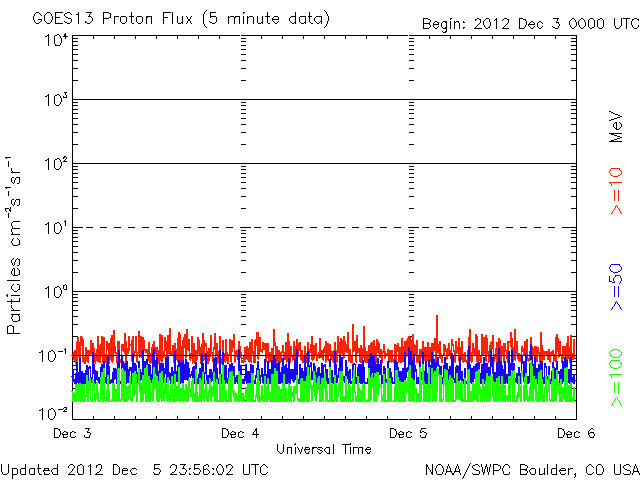 GOES13 Proton Flux (5 minute data)
Begin: 2012 Dec 3 0000 UTC
Particles cm⁻²s⁻¹sr⁻¹
10⁴
10³
10²
10¹
10⁰
10⁻¹
10⁻²
Dec 3 Dec 4 Dec 5 Dec 6
Universal Time
>=10 MeV
>=50
>=100
Updated 2012 Dec 5 23:56:02 UTC
NOAA/SWPC Boulder, CO USA